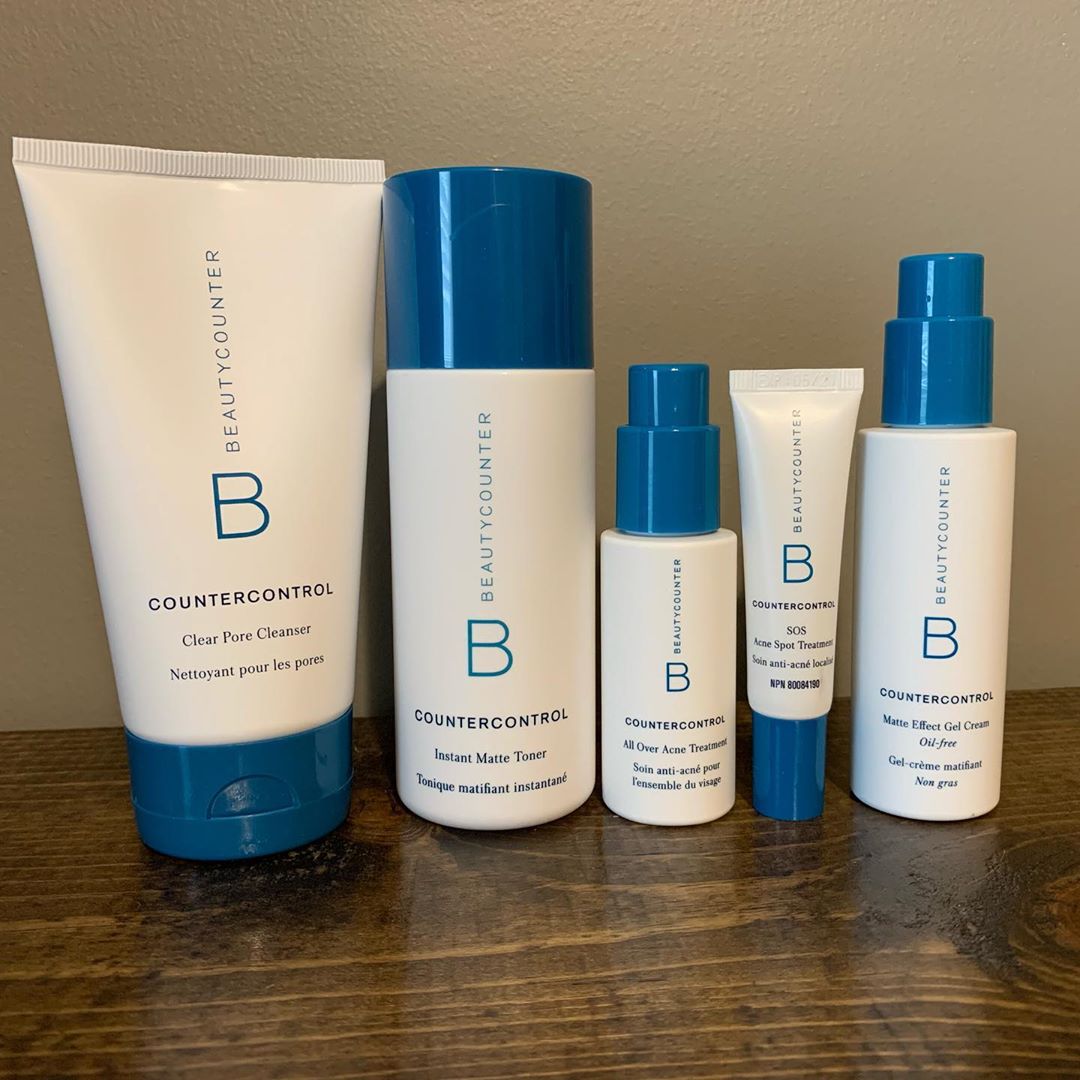 BEAUTYCOUNTER
B
COUNTERCONTROL
Clear Pore Cleanser
Nettoyant pour les pores
BEAUTYCOUNTER
B
COUNTERCONTROL
Instant Matte Toner
Tonique matifiant instantané
BEAUTYCOUNTER
B
COUNTERCONTROL
All Over Acne Treatment
Soin anti-acné pour
l'ensemble du visage
BEAUTYCOUNTER
B
COUNTERCONTROL
SOS
Acne Spot Treatment
Soin anti-acné localisé
NPN 80084190
BEAUTYCOUNTER
B
COUNTERCONTROL
Matte Effect Gel Cream
Oil-free
Gel-crème matifiant
Non gras